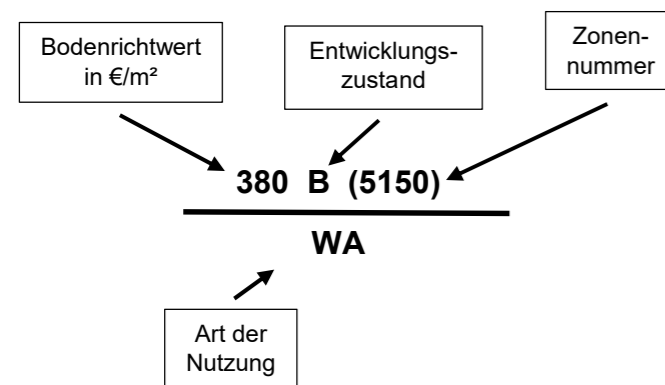 Bodenrichtwert
in €/m²
Entwicklungs-
zustand
Zonen-
nummer
380 B (5150)
WA
Art der
Nutzung